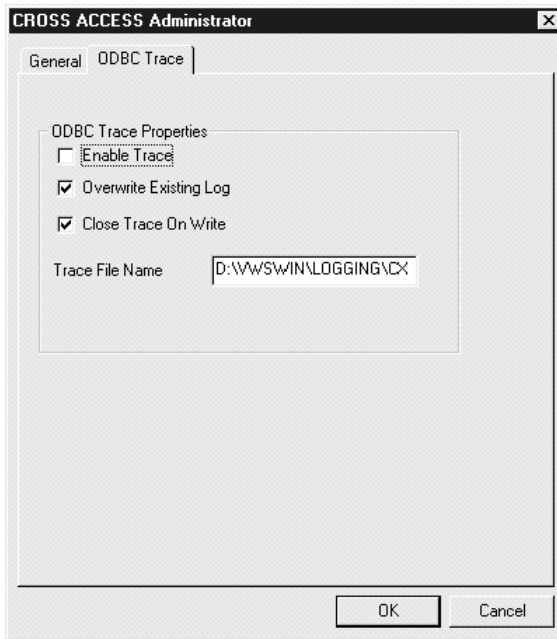 CROSS ACCESS Administrator
General ODBC Trace
ODBC Trace Properties
Enable Trace
Overwrite Existing Log
Close Trace On Write
Trace File Name D:\VWSWIN\LOGGING\CX
OK Cancel